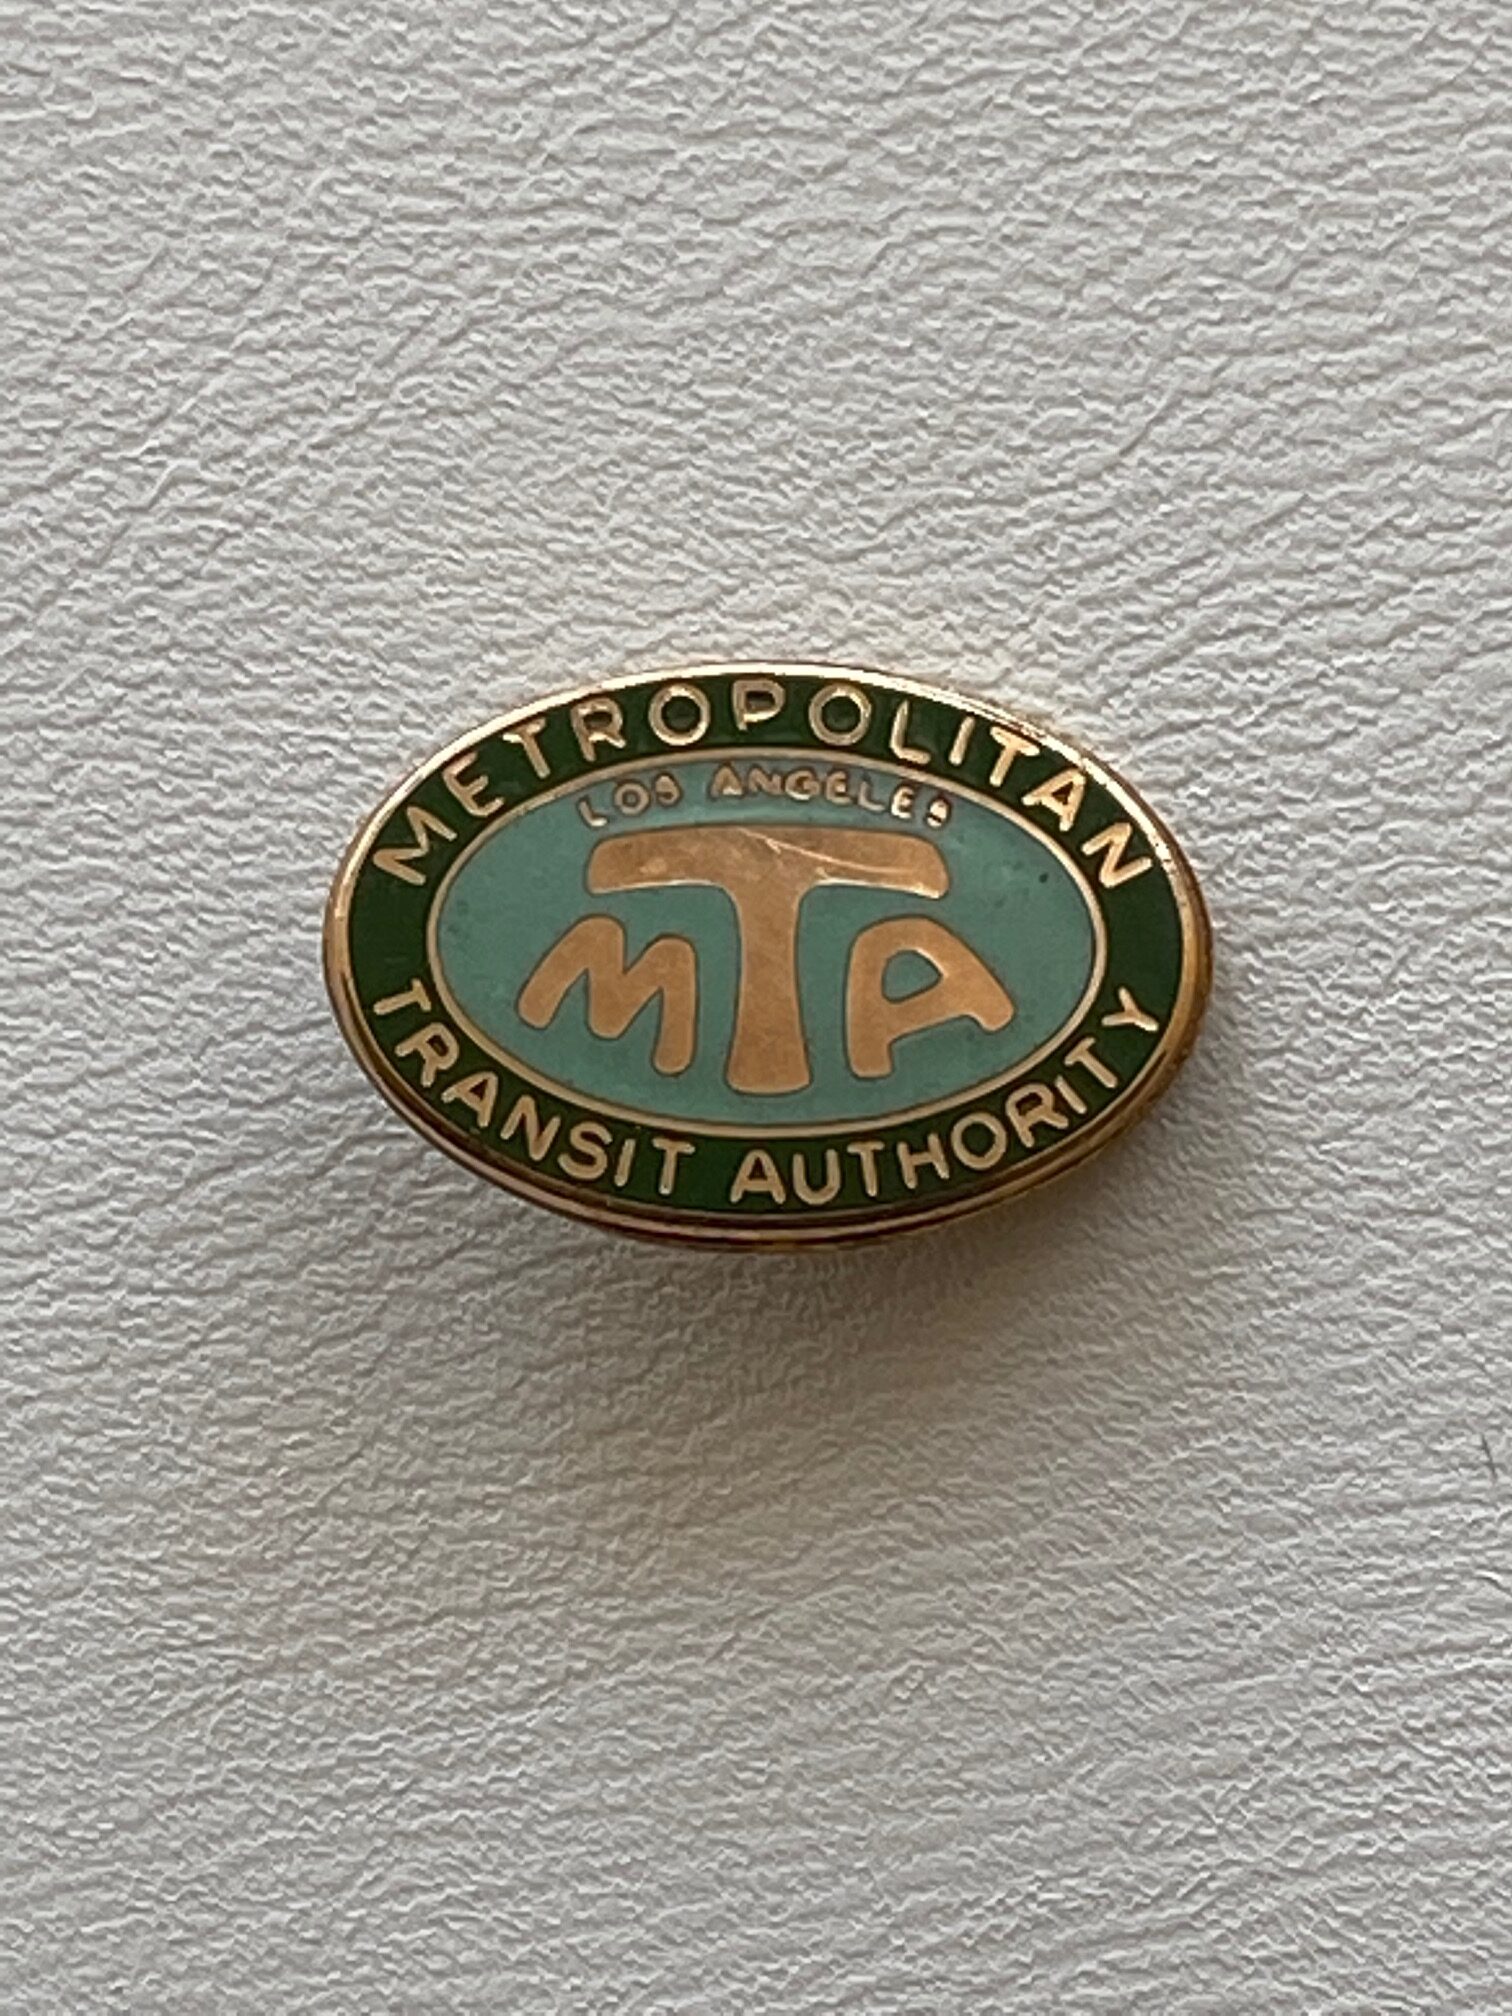 METROPOLITAN
LOS ANGELES
MTA
TRANSIT AUTHORITY